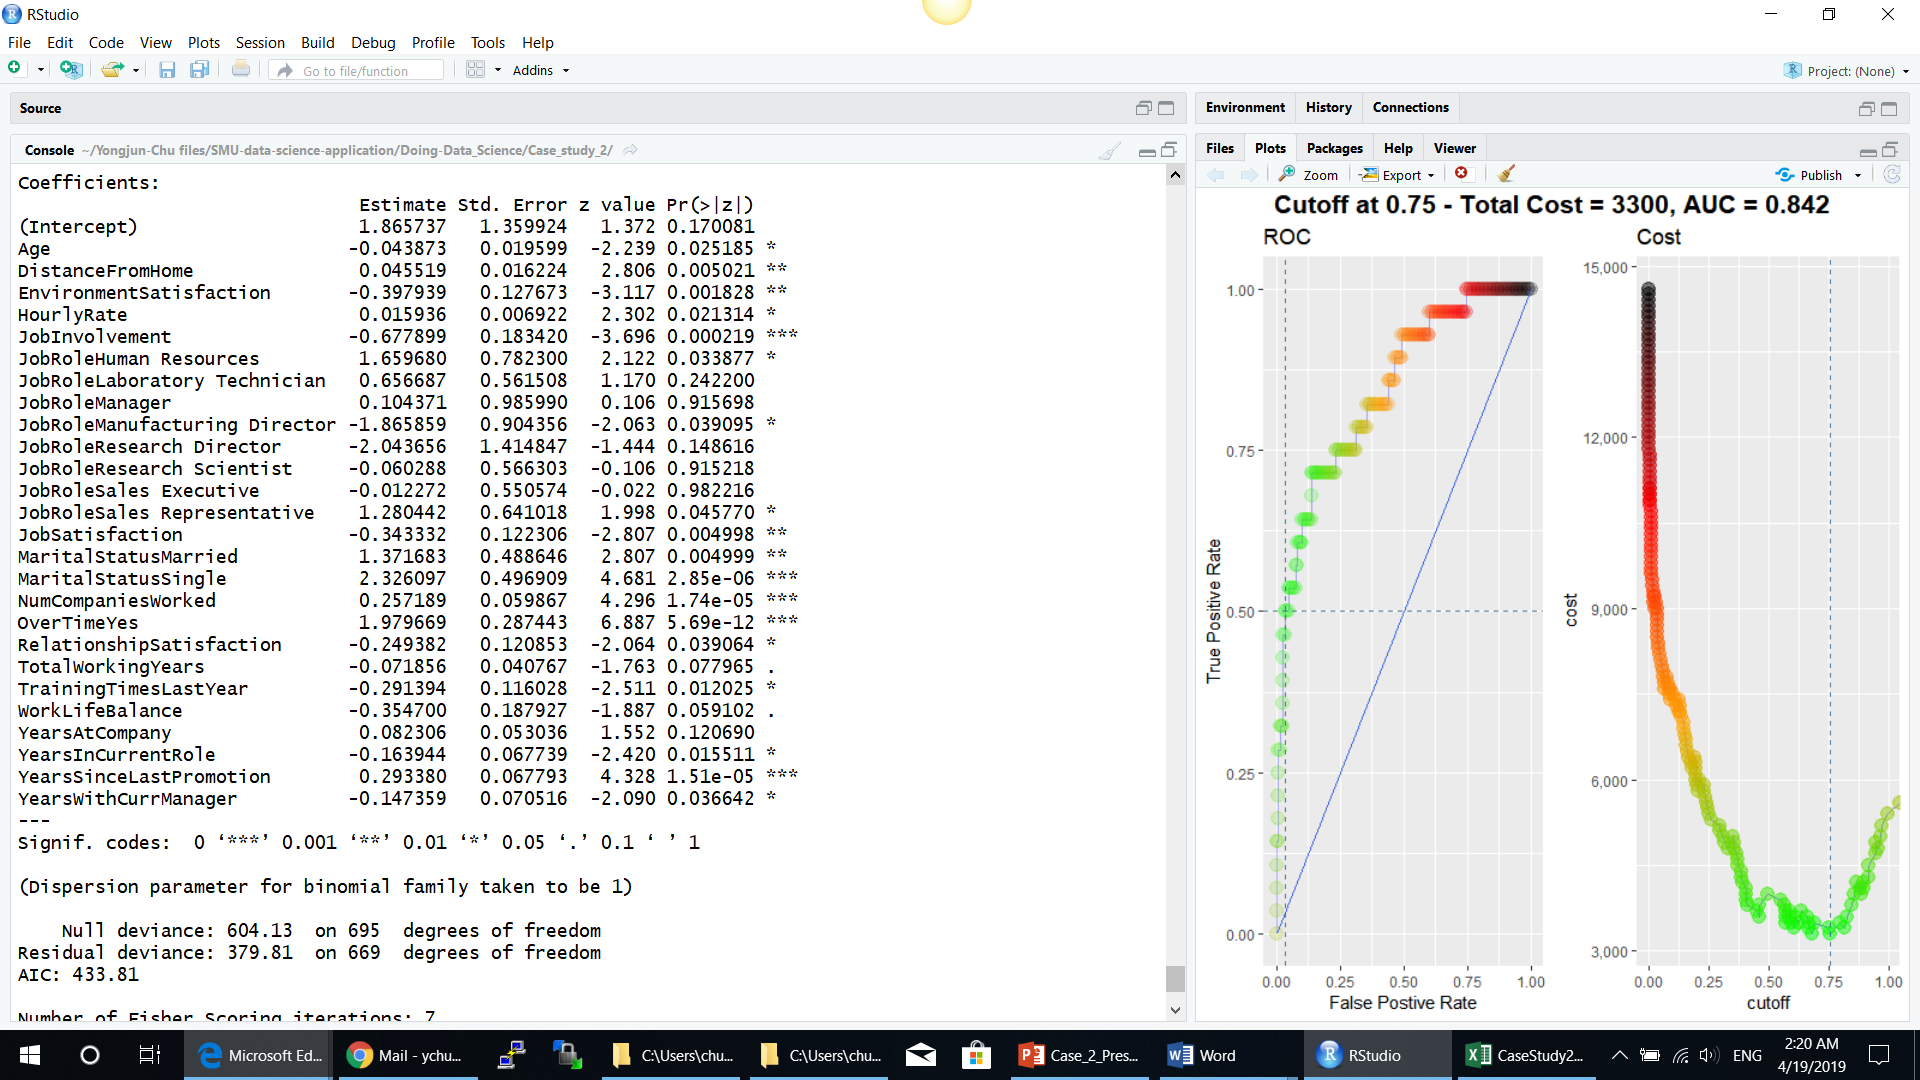 RStudio
File Edit Code View Plots Session Build Debug Profile Tools Help
Go to file/function Addins Project: (None)
Source
Console ~/Yongjun-Chu files/SMU-data-science-application/Doing-Data_Science/Case_study_2/
Coefficients:
Estimate Std. Error z value Pr(>|z|)
(Intercept) 1.865737 1.359924 1.372 0.170081
Age -0.043873 0.019599 -2.239 0.025185 *
DistanceFromHome 0.045519 0.016224 2.806 0.005021 **
EnvironmentSatisfaction -0.397939 0.127673 -3.117 0.001828 **
HourlyRate 0.015936 0.006922 2.302 0.021314 *
JobInvolvement -0.677899 0.183420 -3.696 0.000219 ***
JobRoleHuman Resources 1.659680 0.782300 2.122 0.033877 *
JobRoleLaboratory Technician 0.656687 0.561508 1.170 0.242200
JobRoleManager 0.104371 0.985990 0.106 0.915698
JobRoleManufacturing Director -1.865859 0.904356 -2.063 0.039095 *
JobRoleResearch Director -2.043656 1.414847 -1.444 0.148616
JobRoleResearch Scientist -0.060288 0.566303 -0.106 0.915218
JobRoleSales Executive -0.012272 0.550574 -0.022 0.982216
JobRoleSales Representative 1.280442 0.641018 1.998 0.045770 *
JobSatisfaction -0.343332 0.122306 -2.807 0.004998 **
MaritalStatusMarried 1.371683 0.488646 2.807 0.004999 **
MaritalStatusSingle 2.326097 0.496909 4.681 2.85e-06 ***
NumCompaniesWorked 0.257189 0.059867 4.296 1.74e-05 ***
OverTimeYes 1.979669 0.287443 6.887 5.69e-12 ***
RelationshipSatisfaction -0.249382 0.120853 -2.064 0.039064 *
TotalWorkingYears -0.071856 0.040767 -1.763 0.077965 .
TrainingTimesLastYear -0.291394 0.116028 -2.511 0.012025 *
WorkLifeBalance -0.354700 0.187927 -1.887 0.059102 .
YearsAtCompany 0.082306 0.053036 1.552 0.120690
YearsInCurrentRole -0.163944 0.067739 -2.420 0.015511 *
YearsSinceLastPromotion 0.293380 0.067793 4.328 1.51e-05 ***
YearsWithCurrManager -0.147359 0.070516 -2.090 0.036642 *
---
Signif. codes: 0 ‘***’ 0.001 ‘**’ 0.01 ‘*’ 0.05 ‘.’ 0.1 ‘ ’ 1
(Dispersion parameter for binomial family taken to be 1)
Null deviance: 604.13 on 695 degrees of freedom
Residual deviance: 379.81 on 669 degrees of freedom
AIC: 433.81
Number of Fisher Scoring iterations: 7
Environment History Connections
Files Plots Packages Help Viewer
Zoom Export Publish
Cutoff at 0.75 - Total Cost = 3300, AUC = 0.842
ROC
1.00
0.75
0.50
0.25
0.00
True Positive Rate
0.00 0.25 0.50 0.75 1.00
False Postive Rate
Cost
15,000
12,000
9,000
6,000
3,000
cost
0.00 0.25 0.50 0.75 1.00
cutoff
Microsoft Ed... Mail - ychu... C:\Users\chu... C:\Users\chu... Case_2_Pres... Word RStudio CaseStudy2... ENG 2:20 AM
4/19/2019